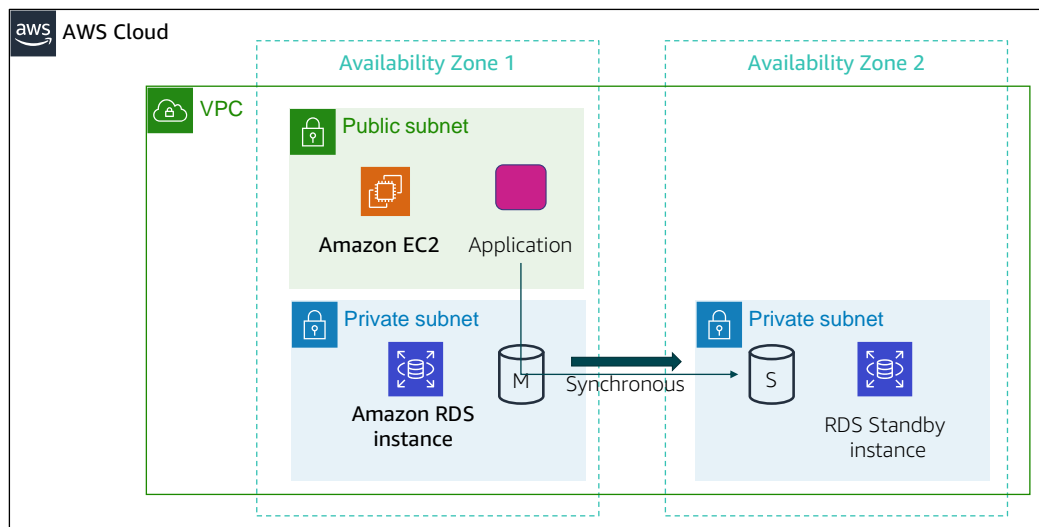 aws
AWS Cloud
Availability Zone 1
Availability Zone 2
VPC
Public subnet
Amazon EC2
Application
Private subnet
Private subnet
M
Synchronous
S
Amazon RDS
instance
RDS Standby
instance